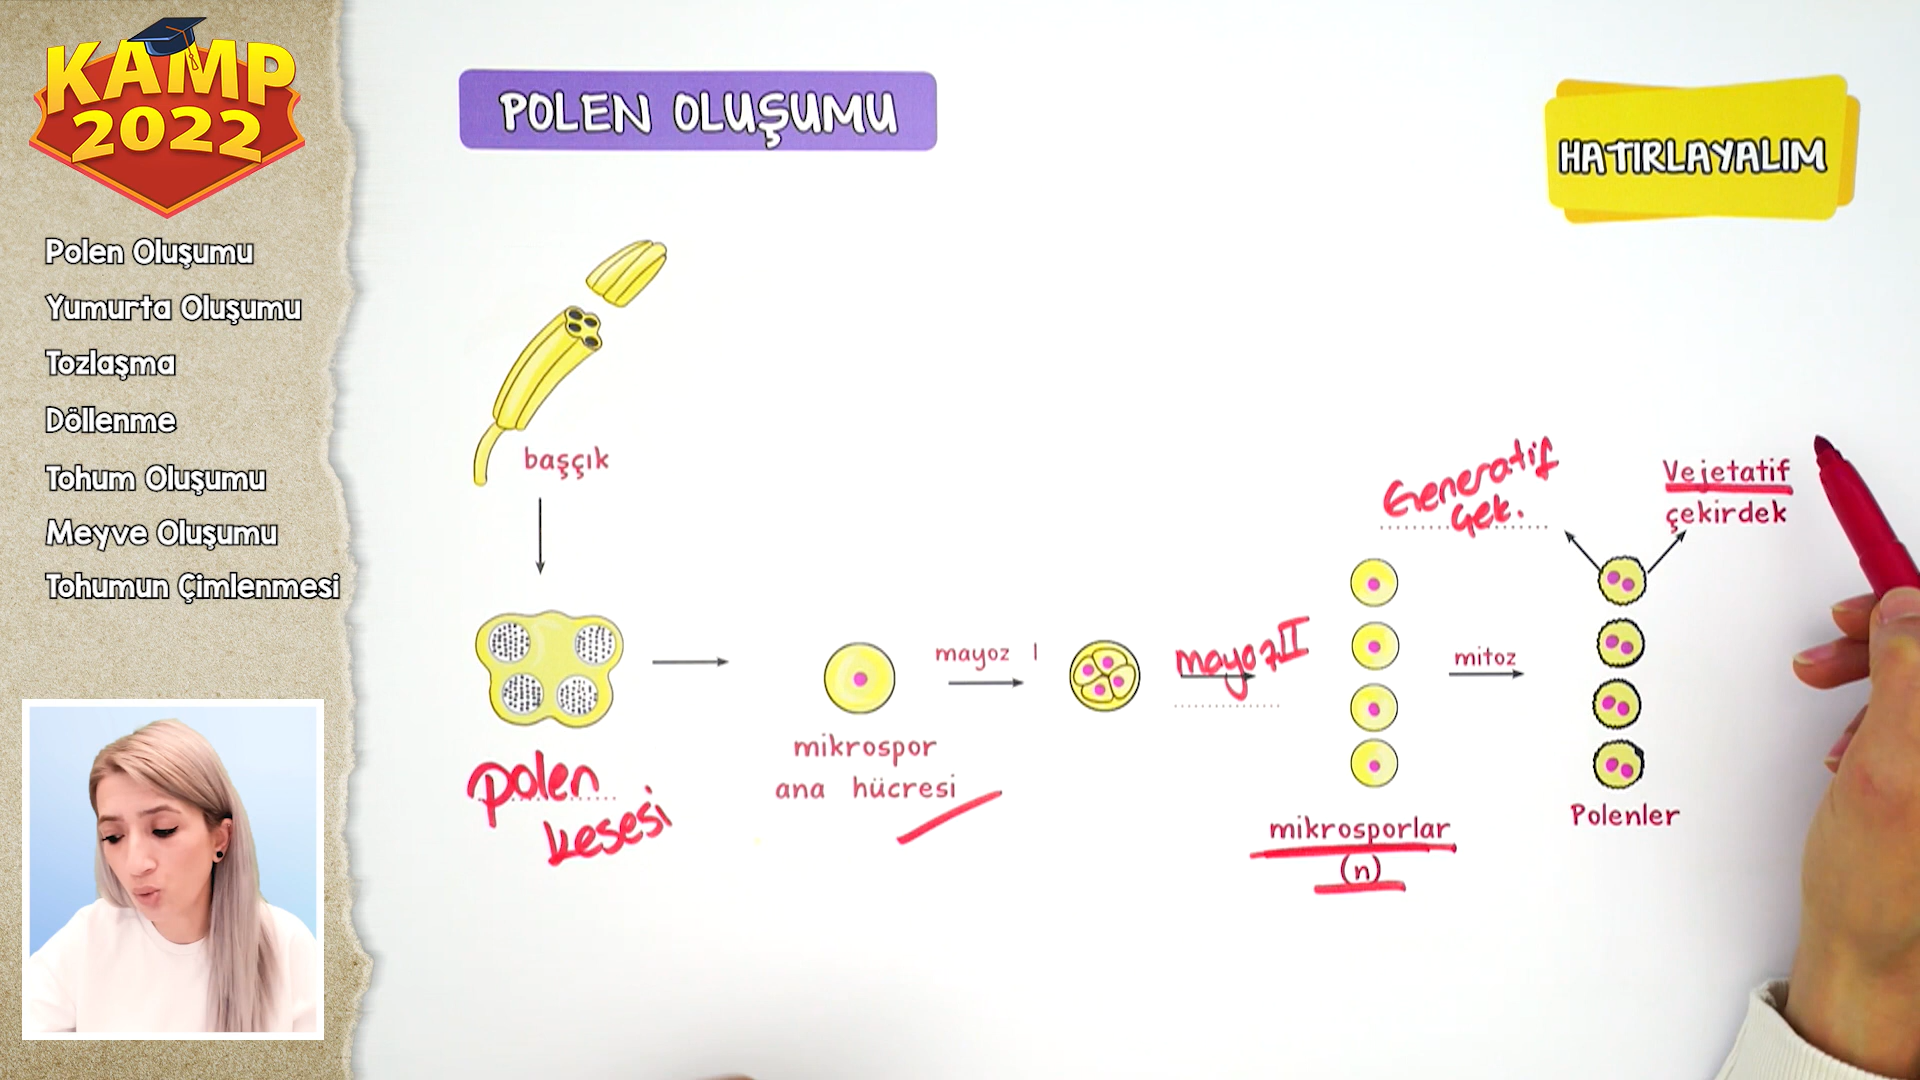 KAMP
2022
Polen Oluşumu
Yumurta Oluşumu
Tozlaşma
Döllenme
Tohum Oluşumu
Meyve Oluşumu
Tohumun Çimlenmesi
POLEN OLUŞUMU
HATIRLAYALIM
başçık
polen
kesesi
mikrospor
ana hücresi
mayoz I
mayoz II
mikrosporlar
(n)
mitoz
Generatif
çek.
Vejetatif
çekirdek
Polenler